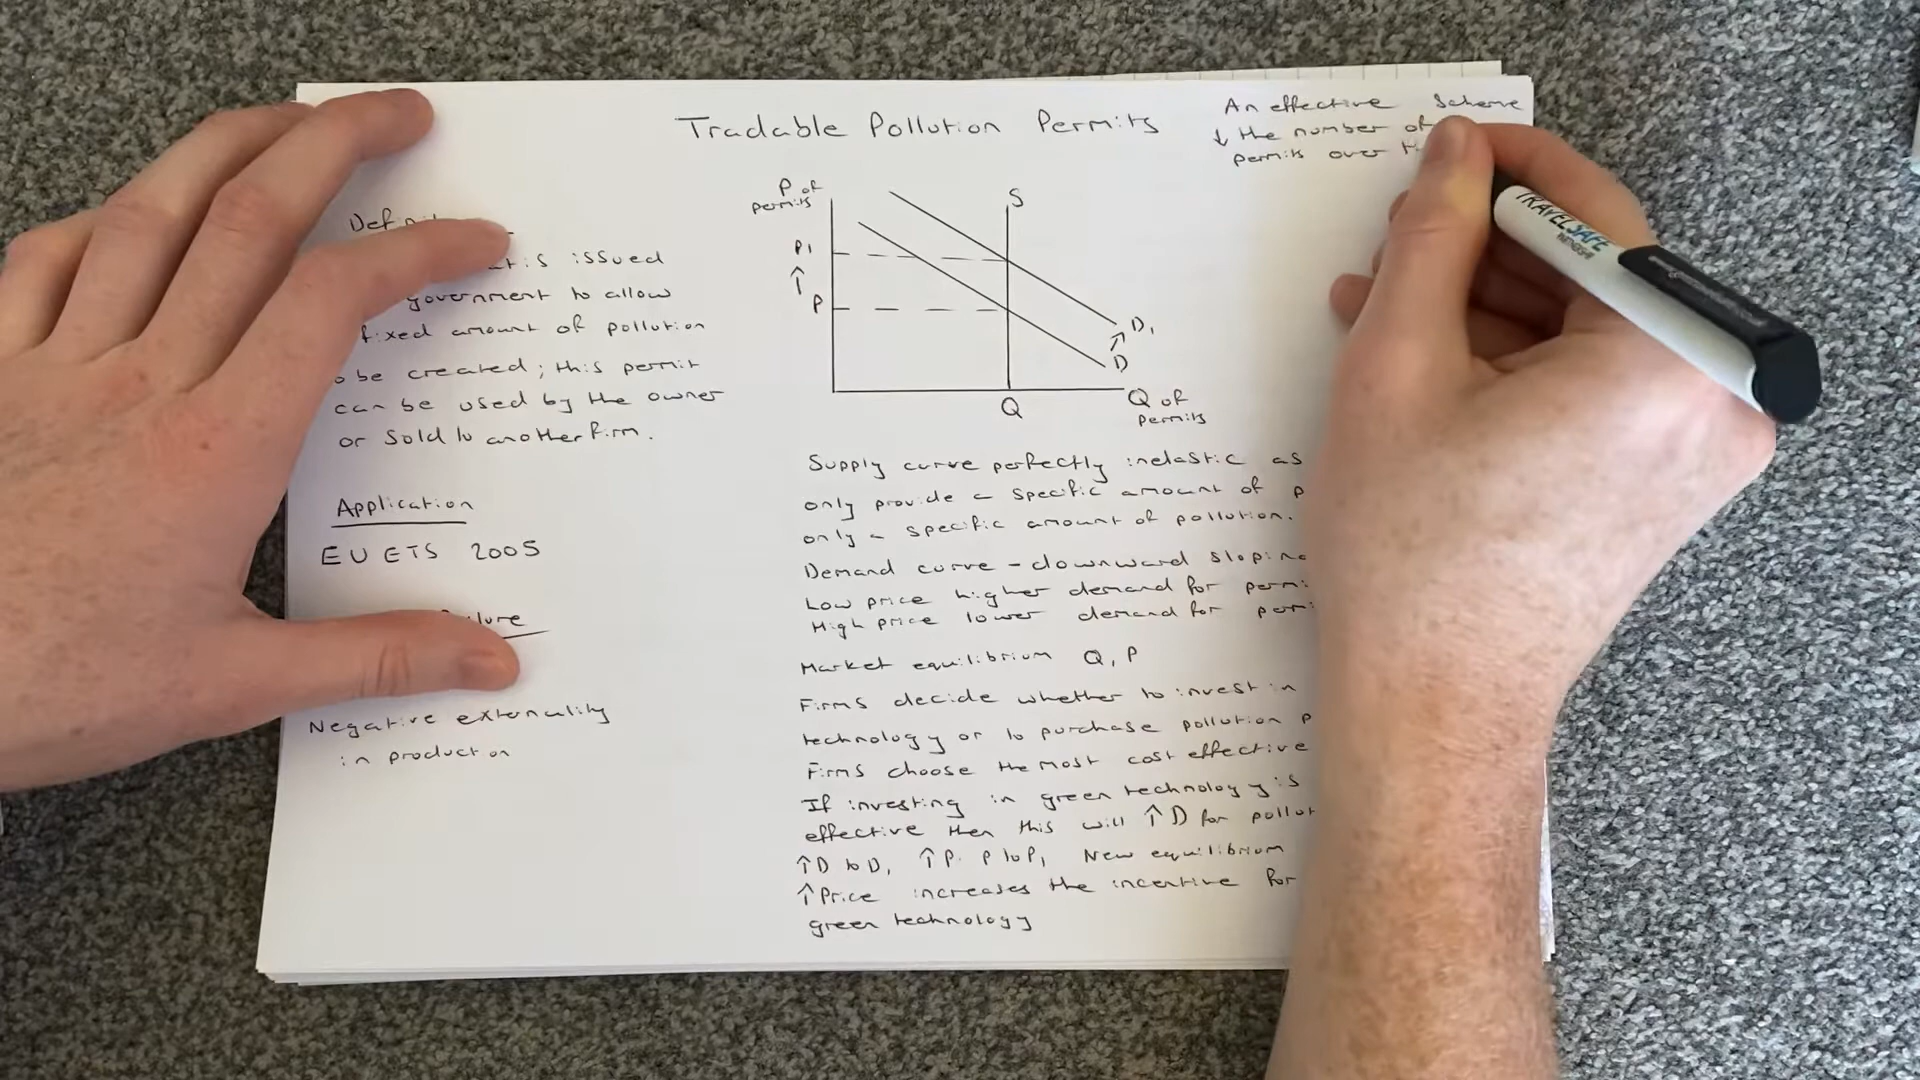 Tradable Pollution Permits
An effective Scheme
↓ the number of
permits over
P of
permits
S
P1
↑
P
D1
↑
D
Q
Q of
permits
issued
government to allow
fixed amount of pollution
be created; this permit
can be used by the owner
or sold to another firm.
Application
EU ETS 2005
Negative externality
in production
Supply curve perfectly inelastic as
only provide a specific amount of
only a specific amount of pollution.
Demand curve - downward
Low price higher demand for
High price lower demand for
Market equilibrium Q, P
Firms decide whether to invest in
technology or to purchase pollution
Firms choose the most cost effective
If investing in green technology is
effective then this will ↑ D for
↑D to D1 ↑P. P to P1 New equilibrium
↑ Price increases the incentive for
green technology
TRAVELSAFE